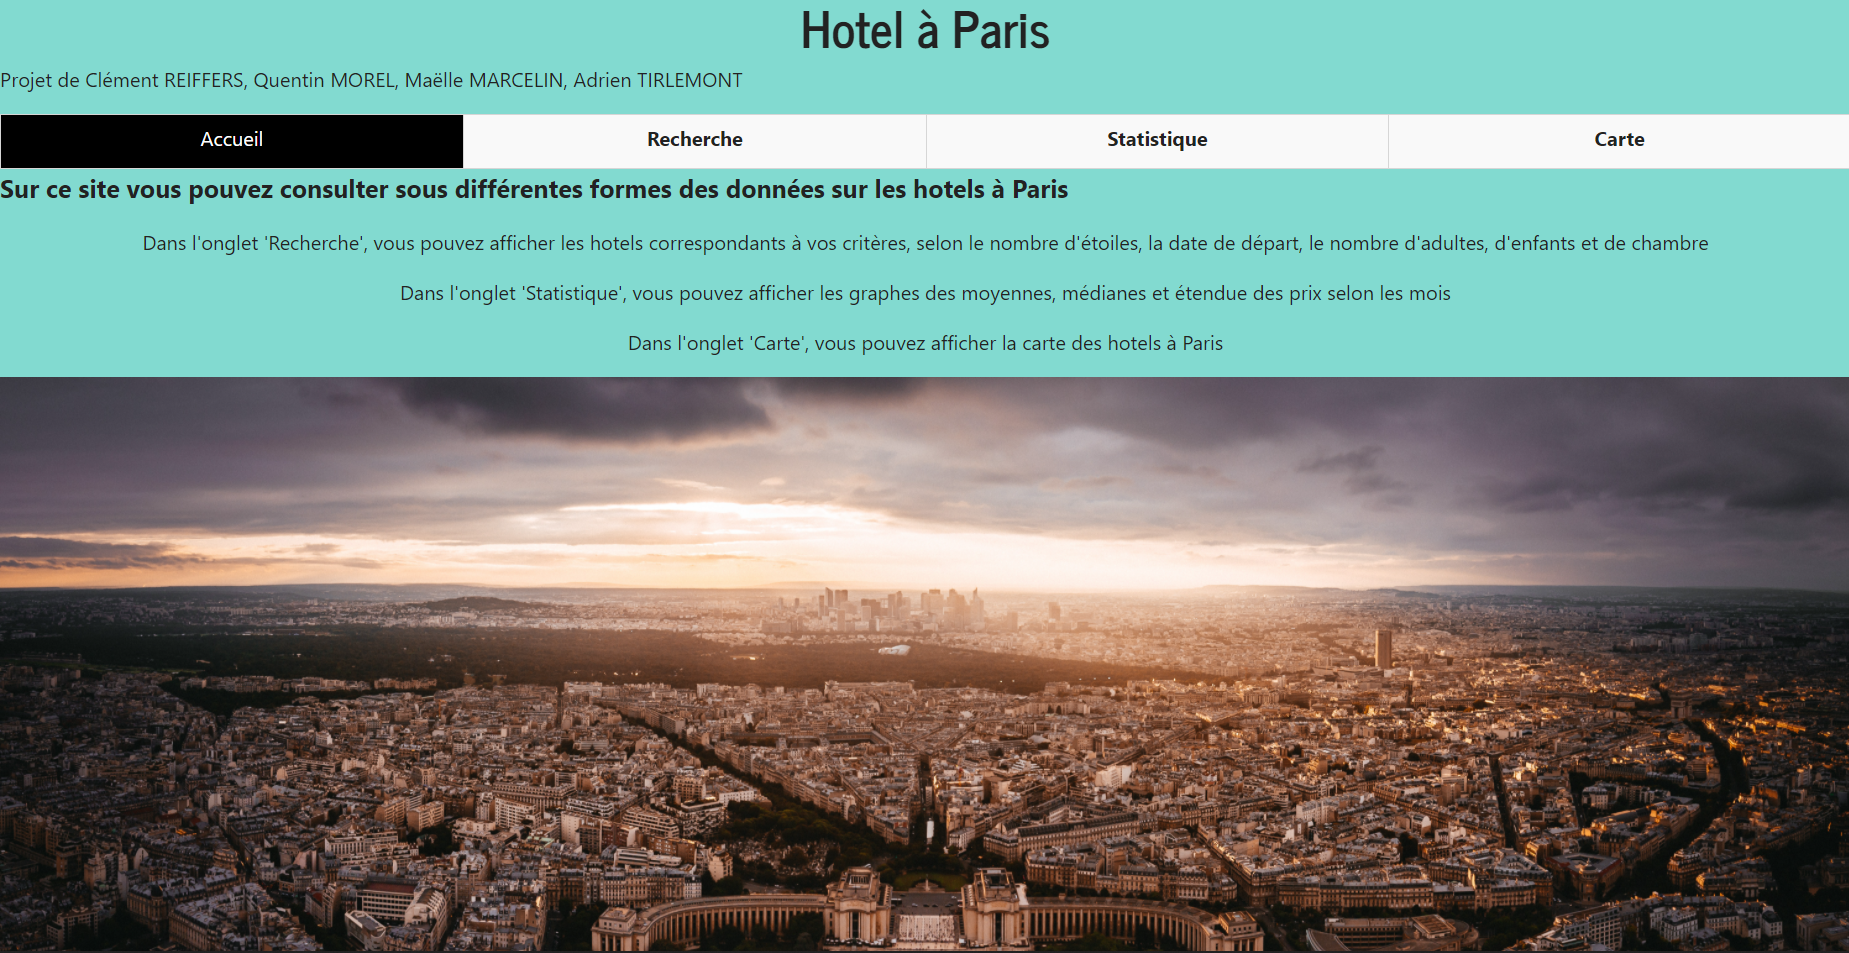 Hotel à Paris
Projet de Clément REIFFERS, Quentin MOREL, Maëlle MARCELIN, Adrien TIRLEMONT
Accueil
Recherche
Statistique
Carte
Sur ce site vous pouvez consulter sous différentes formes des données sur les hotels à Paris
Dans l'onglet 'Recherche', vous pouvez afficher les hotels correspondants à vos critères, selon le nombre d'étoiles, la date de départ, le nombre d'adultes, d'enfants et de chambre
Dans l'onglet 'Statistique', vous pouvez afficher les graphes des moyennes, médianes et étendue des prix selon les mois
Dans l'onglet 'Carte', vous pouvez afficher la carte des hotels à Paris